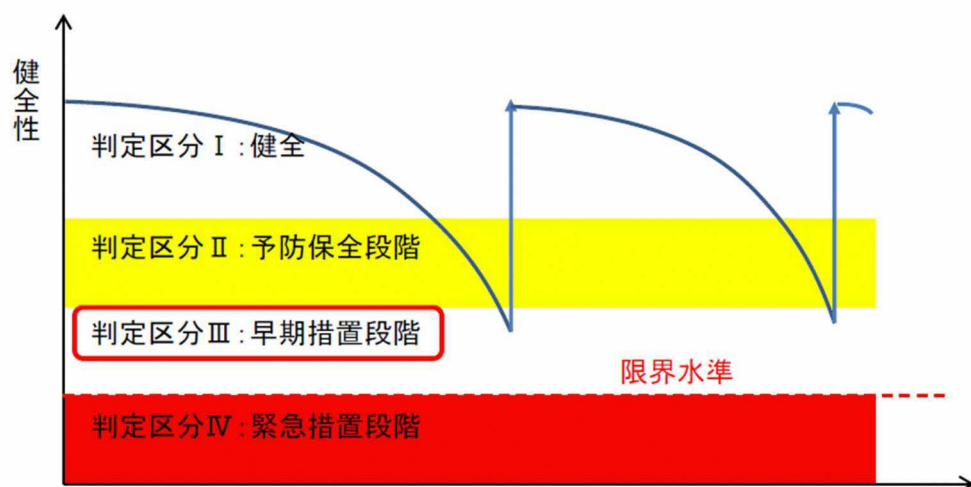 健全性
判定区分Ⅰ:健全
判定区分Ⅱ:予防保全段階
判定区分Ⅲ:早期措置段階
限界水準
判定区分Ⅳ:緊急措置段階